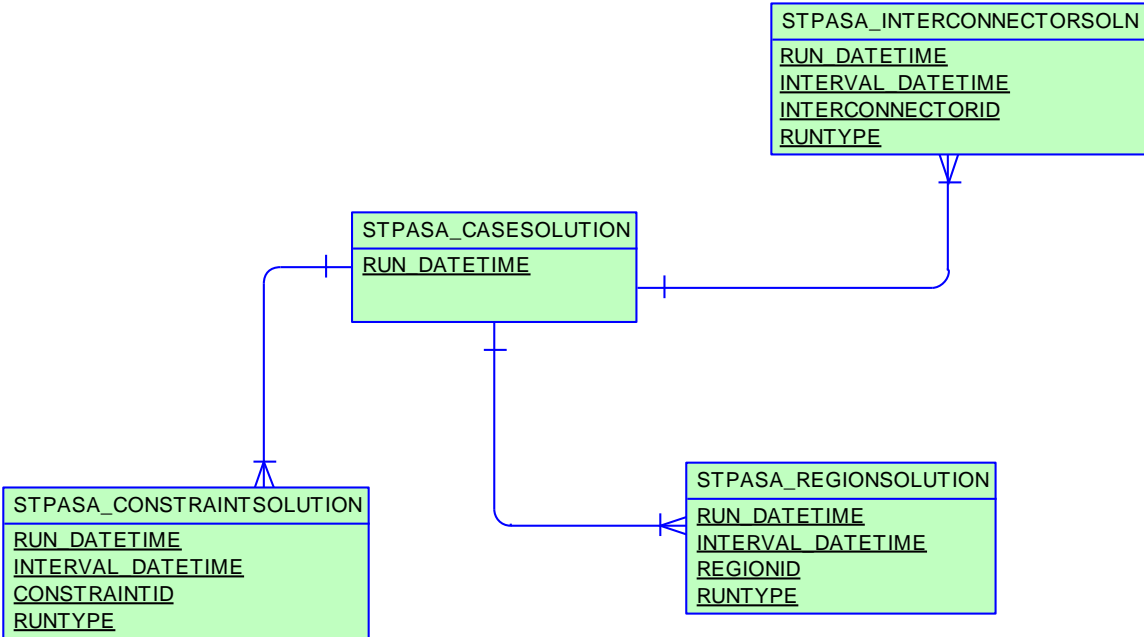 STPASA_INTERCONNECTORSOLN
RUN_DATETIME
INTERVAL_DATETIME
INTERCONNECTORID
RUNTYPE
STPASA_CASESOLUTION
RUN_DATETIME
STPASA_CONSTRAINTSOLUTION
RUN_DATETIME
INTERVAL_DATETIME
CONSTRAINTID
RUNTYPE
STPASA_REGIONSOLUTION
RUN_DATETIME
INTERVAL_DATETIME
REGIONID
RUNTYPE